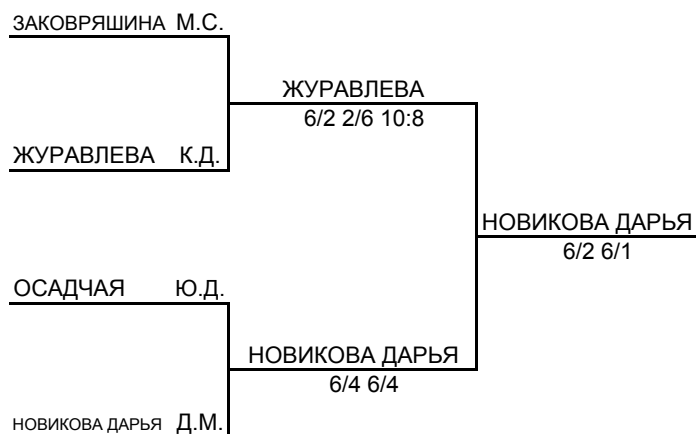 ЗАКОВРЯШИНА М.С.
ЖУРАВЛЕВА
6/2 2/6 10:8
ЖУРАВЛЕВА К.Д.
НОВИКОВА ДАРЬЯ
6/2 6/1
ОСАДЧАЯ Ю.Д.
НОВИКОВА ДАРЬЯ
6/4 6/4
НОВИКОВА ДАРЬЯ Д.М.